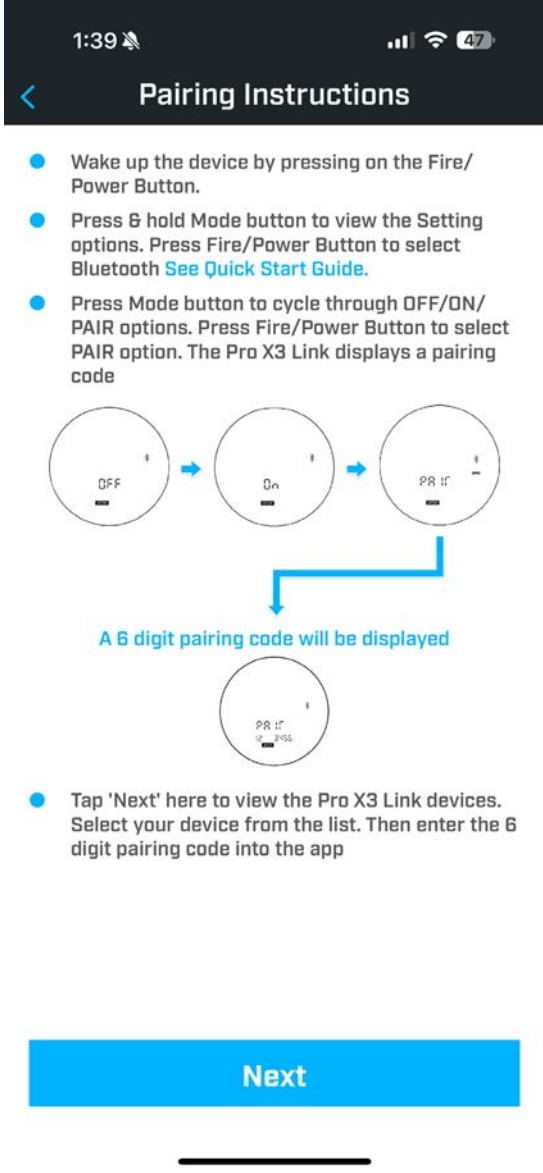 1:39
47
Pairing Instructions
Wake up the device by pressing on the Fire/
Power Button.
Press & hold Mode button to view the Setting
options. Press Fire/Power Button to select
Bluetooth See Quick Start Guide.
Press Mode button to cycle through OFF/ON/
PAIR options. Press Fire/Power Button to select
PAIR option. The Pro X3 Link displays a pairing
code
OFF
On
PAIr
A 6 digit pairing code will be displayed
PAIr
12 3456
Tap 'Next' here to view the Pro X3 Link devices.
Select your device from the list. Then enter the 6
digit pairing code into the app
Next